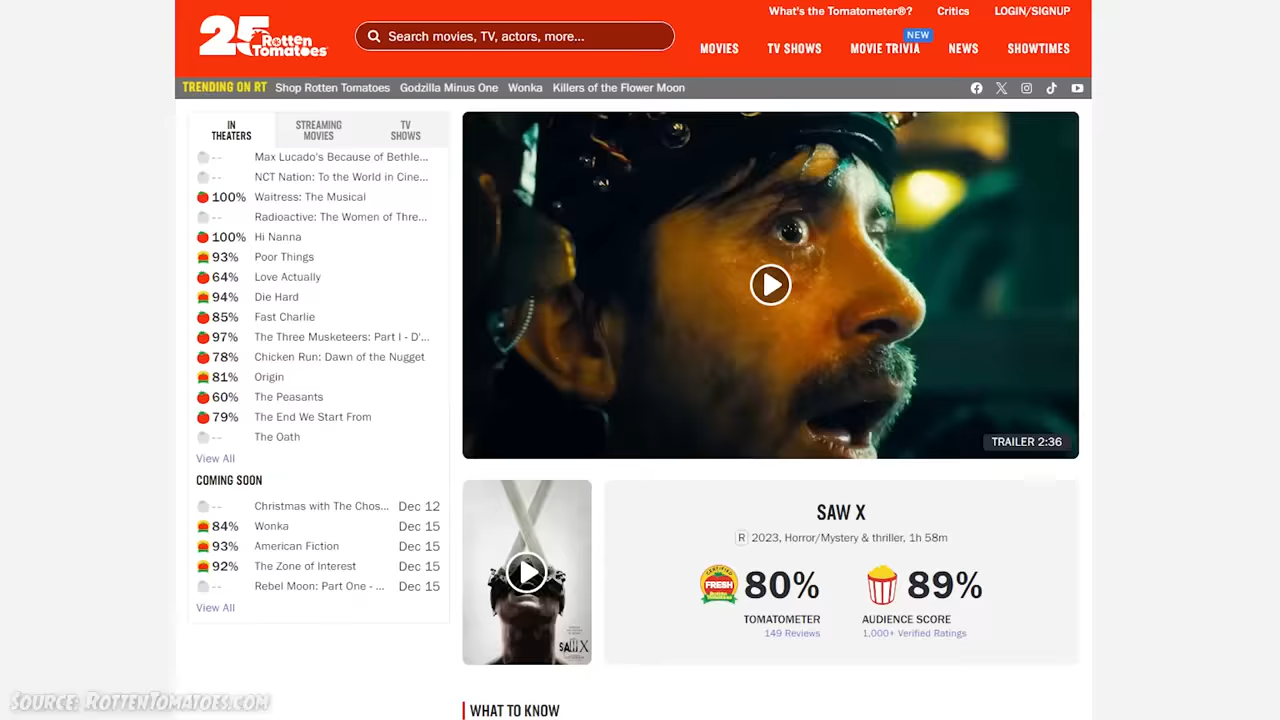 What's the Tomatometer®? Critics LOGIN/SIGNUP
25 Rotten Tomatoes
Search movies, TV, actors, more...
NEW
MOVIES TV SHOWS MOVIE TRIVIA NEWS SHOWTIMES
TRENDING ON RT Shop Rotten Tomatoes Godzilla Minus One Wonka Killers of the Flower Moon
IN THEATERS
STREAMING MOVIES
TV SHOWS
-- Max Lucado's Because of Bethle...
-- NCT Nation: To the World in Cine...
100% Waitress: The Musical
-- Radioactive: The Women of Thre...
100% Hi Nanna
93% Poor Things
64% Love Actually
94% Die Hard
85% Fast Charlie
97% The Three Musketeers: Part I - D'...
78% Chicken Run: Dawn of the Nugget
81% Origin
60% The Peasants
79% The End We Start From
-- The Oath
View All
COMING SOON
-- Christmas with The Chos... Dec 12
84% Wonka Dec 15
93% American Fiction Dec 15
92% The Zone of Interest Dec 15
-- Rebel Moon: Part One - ... Dec 15
View All
TRAILER 2:36
SAW X
SAW X
R 2023, Horror/Mystery & thriller, 1h 58m
CERTIFIED FRESH
80%
89%
TOMATOMETER
149 Reviews
AUDIENCE SCORE
1,000+ Verified Ratings
WHAT TO KNOW
SOURCE: ROTTENTOMATOES.COM